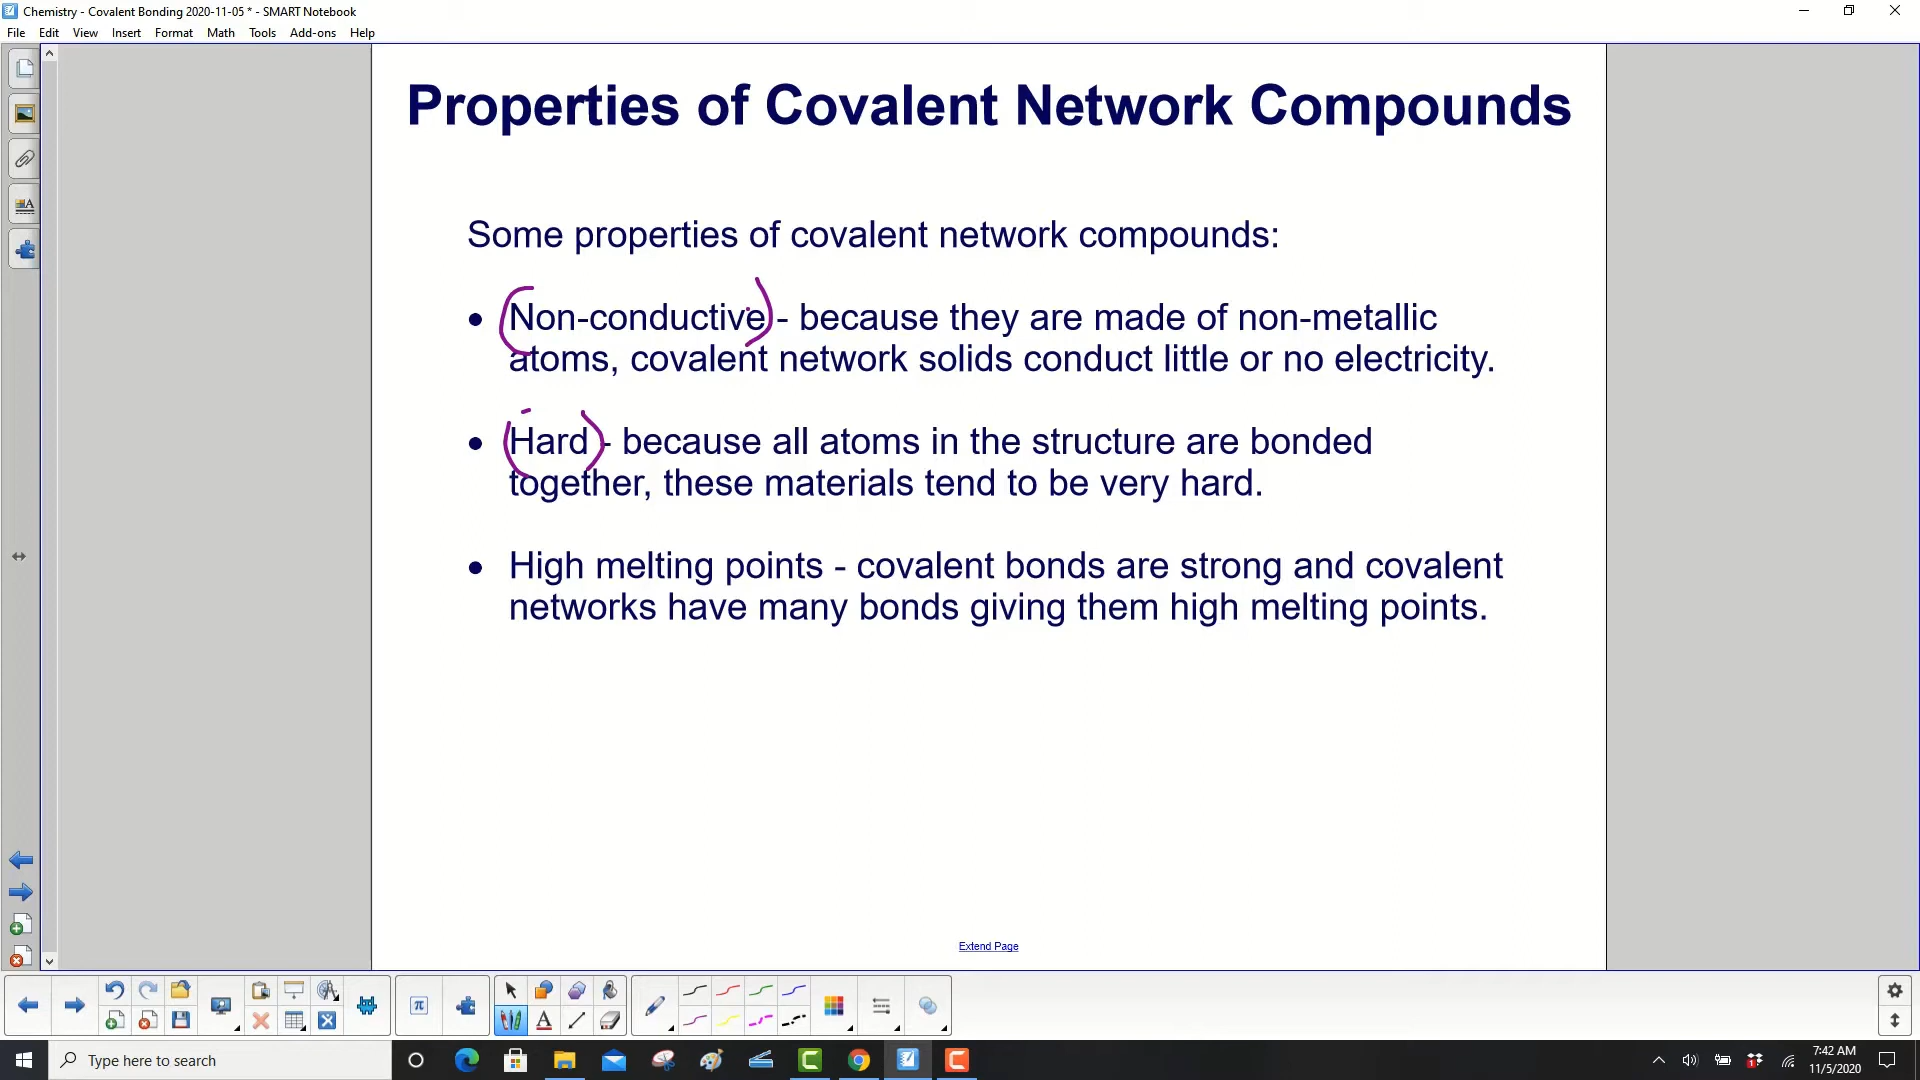 Chemistry - Covalent Bonding 2020-11-05 * - SMART Notebook
File Edit View Insert Format Math Tools Add-ons Help
Properties of Covalent Network Compounds
Some properties of covalent network compounds:
• Non-conductive - because they are made of non-metallic
atoms, covalent network solids conduct little or no electricity.
• Hard - because all atoms in the structure are bonded
together, these materials tend to be very hard.
• High melting points - covalent bonds are strong and covalent
networks have many bonds giving them high melting points.
Extend Page
Type here to search
7:42 AM
11/5/2020